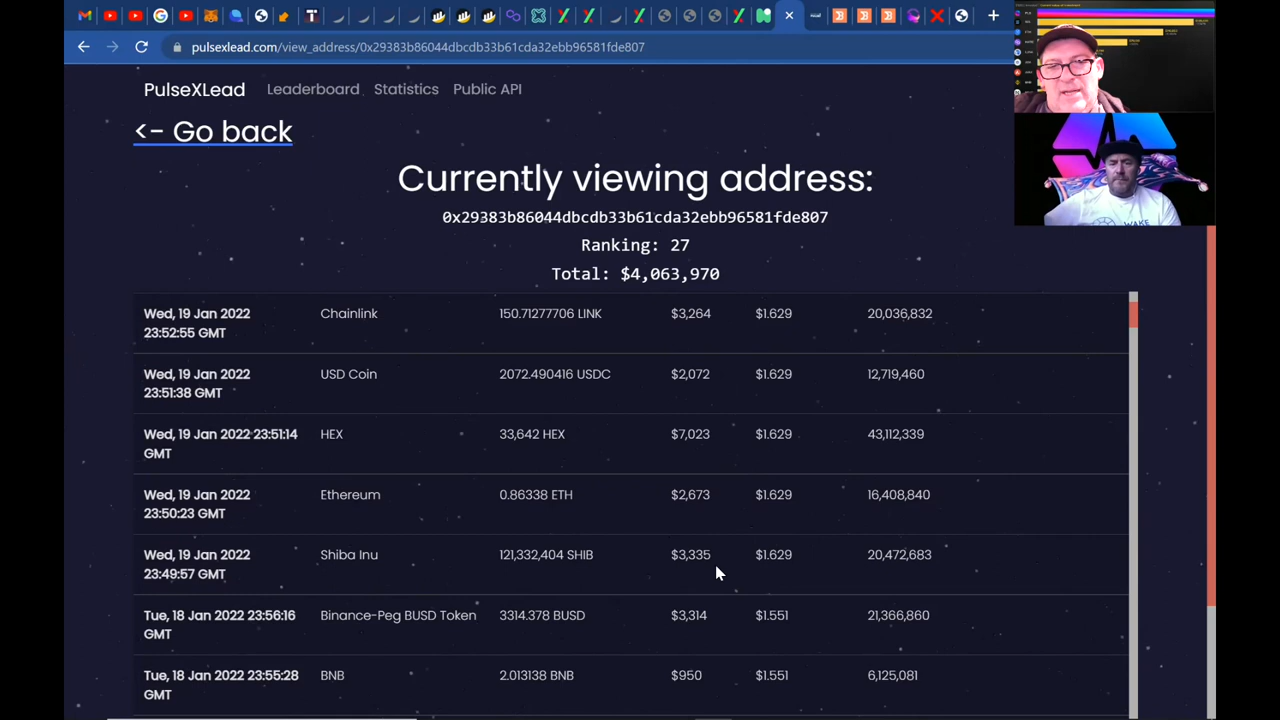 pulsexlead.com/view_address/0x29383b86044dbcdb33b61cda32ebb96581fde807
PulseXLead Leaderboard Statistics Public API
<- Go back
Currently viewing address:
0x29383b86044dbcdb33b61cda32ebb96581fde807
Ranking: 27
Total: $4,063,970
Wed, 19 Jan 2022 23:52:55 GMT Chainlink 150.71277706 LINK $3,264 $1.629 20,036,832
Wed, 19 Jan 2022 23:51:38 GMT USD Coin 2072.490416 USDC $2,072 $1.629 12,719,460
Wed, 19 Jan 2022 23:51:14 GMT HEX 33,642 HEX $7,023 $1.629 43,112,339
Wed, 19 Jan 2022 23:50:23 GMT Ethereum 0.86338 ETH $2,673 $1.629 16,408,840
Wed, 19 Jan 2022 23:49:57 GMT Shiba Inu 121,332,404 SHIB $3,335 $1.629 20,472,683
Tue, 18 Jan 2022 23:56:16 GMT Binance-Peg BUSD Token 3314.378 BUSD $3,314 $1.551 21,366,860
Tue, 18 Jan 2022 23:55:28 GMT BNB 2.013138 BNB $950 $1.551 6,125,081
WAKE